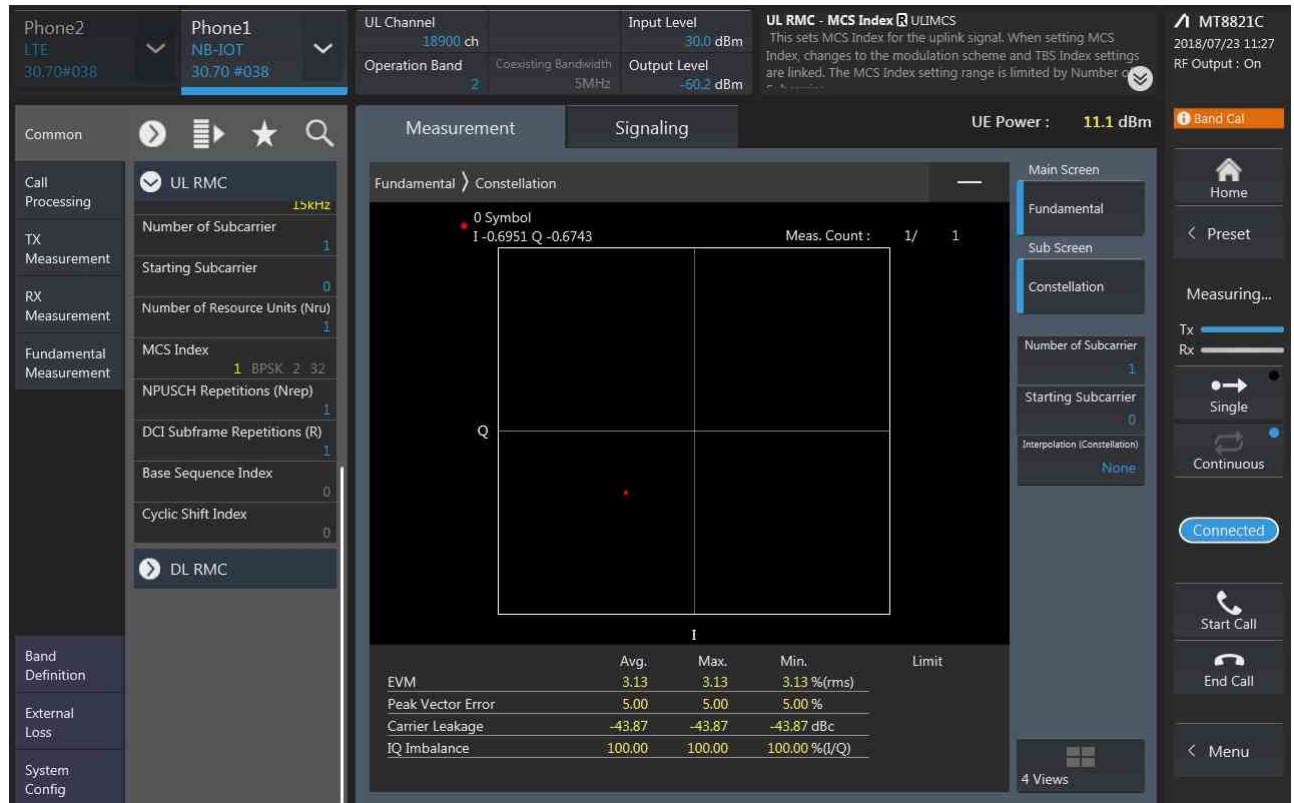 Phone2
LTE
30.70#038
Phone1
NB-IOT
30.70 #038
UL Channel
18900 ch
Input Level
30.0 dBm
Operation Band
2
Coexisting Bandwidth
5MHz
Output Level
-60.2 dBm
UL RMC - MCS Index R ULIMCS
This sets MCS Index for the uplink signal. When setting MCS
Index, changes to the modulation scheme and TBS Index settings
are linked. The MCS Index setting range is limited by Number
MT8821C
2018/07/23 11:27
RF Output : On
Common
Call
Processing
TX
Measurement
RX
Measurement
Fundamental
Measurement
Band
Definition
External
Loss
System
Config
UL RMC
15kHz
Number of Subcarrier
1
Starting Subcarrier
0
Number of Resource Units (Nru)
1
MCS Index
1 BPSK 2 32
NPUSCH Repetitions (Nrep)
1
DCI Subframe Repetitions (R)
1
Base Sequence Index
0
Cyclic Shift Index
0
DL RMC
Measurement
Signaling
UE Power : 11.1 dBm
Fundamental 〉 Constellation
0 Symbol
I -0.6951 Q -0.6743
Meas. Count : 1/ 1
Q
I
Avg. Max. Min. Limit
EVM 3.13 3.13 3.13 %(rms)
Peak Vector Error 5.00 5.00 5.00 %
Carrier Leakage -43.87 -43.87 -43.87 dBc
IQ Imbalance 100.00 100.00 100.00 %(I/Q)
Main Screen
Fundamental
Sub Screen
Constellation
Number of Subcarrier
1
Starting Subcarrier
0
Interpolation (Constellation)
None
4 Views
Band Cal
Home
Preset
Measuring...
Tx
Rx
Single
Continuous
Connected
Start Call
End Call
Menu